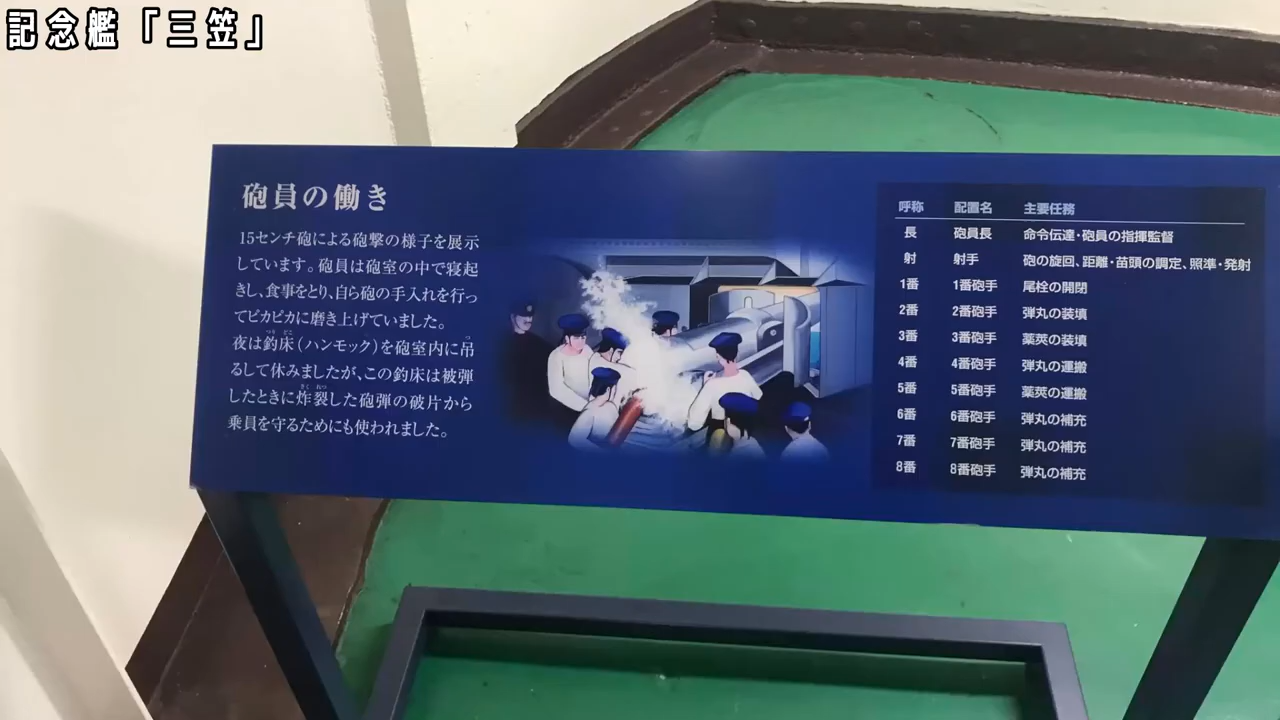 記念艦「三笠」
砲員の働き
15センチ砲による砲撃の様子を展示
しています。砲員は砲室の中で寝起
きし、食事をとり、自ら砲の手入れを行っ
てピカピカに磨き上げていました。
夜は釣床(ハンモック)を砲室内に吊
るして休みましたが、この釣床は被弾
したときに炸裂した砲弾の破片から
乗員を守るためにも使われました。
呼称 配置名 主要任務
長 砲員長 命令伝達・砲員の指揮監督
射 射手 砲の旋回、距離・苗頭の調定、照準・発射
1番 1番砲手 尾栓の開閉
2番 2番砲手 弾丸の装填
3番 3番砲手 薬莢の装填
4番 4番砲手 弾丸の運搬
5番 5番砲手 薬莢の運搬
6番 6番砲手 弾丸の補充
7番 7番砲手 弾丸の補充
8番 8番砲手 弾丸の補充